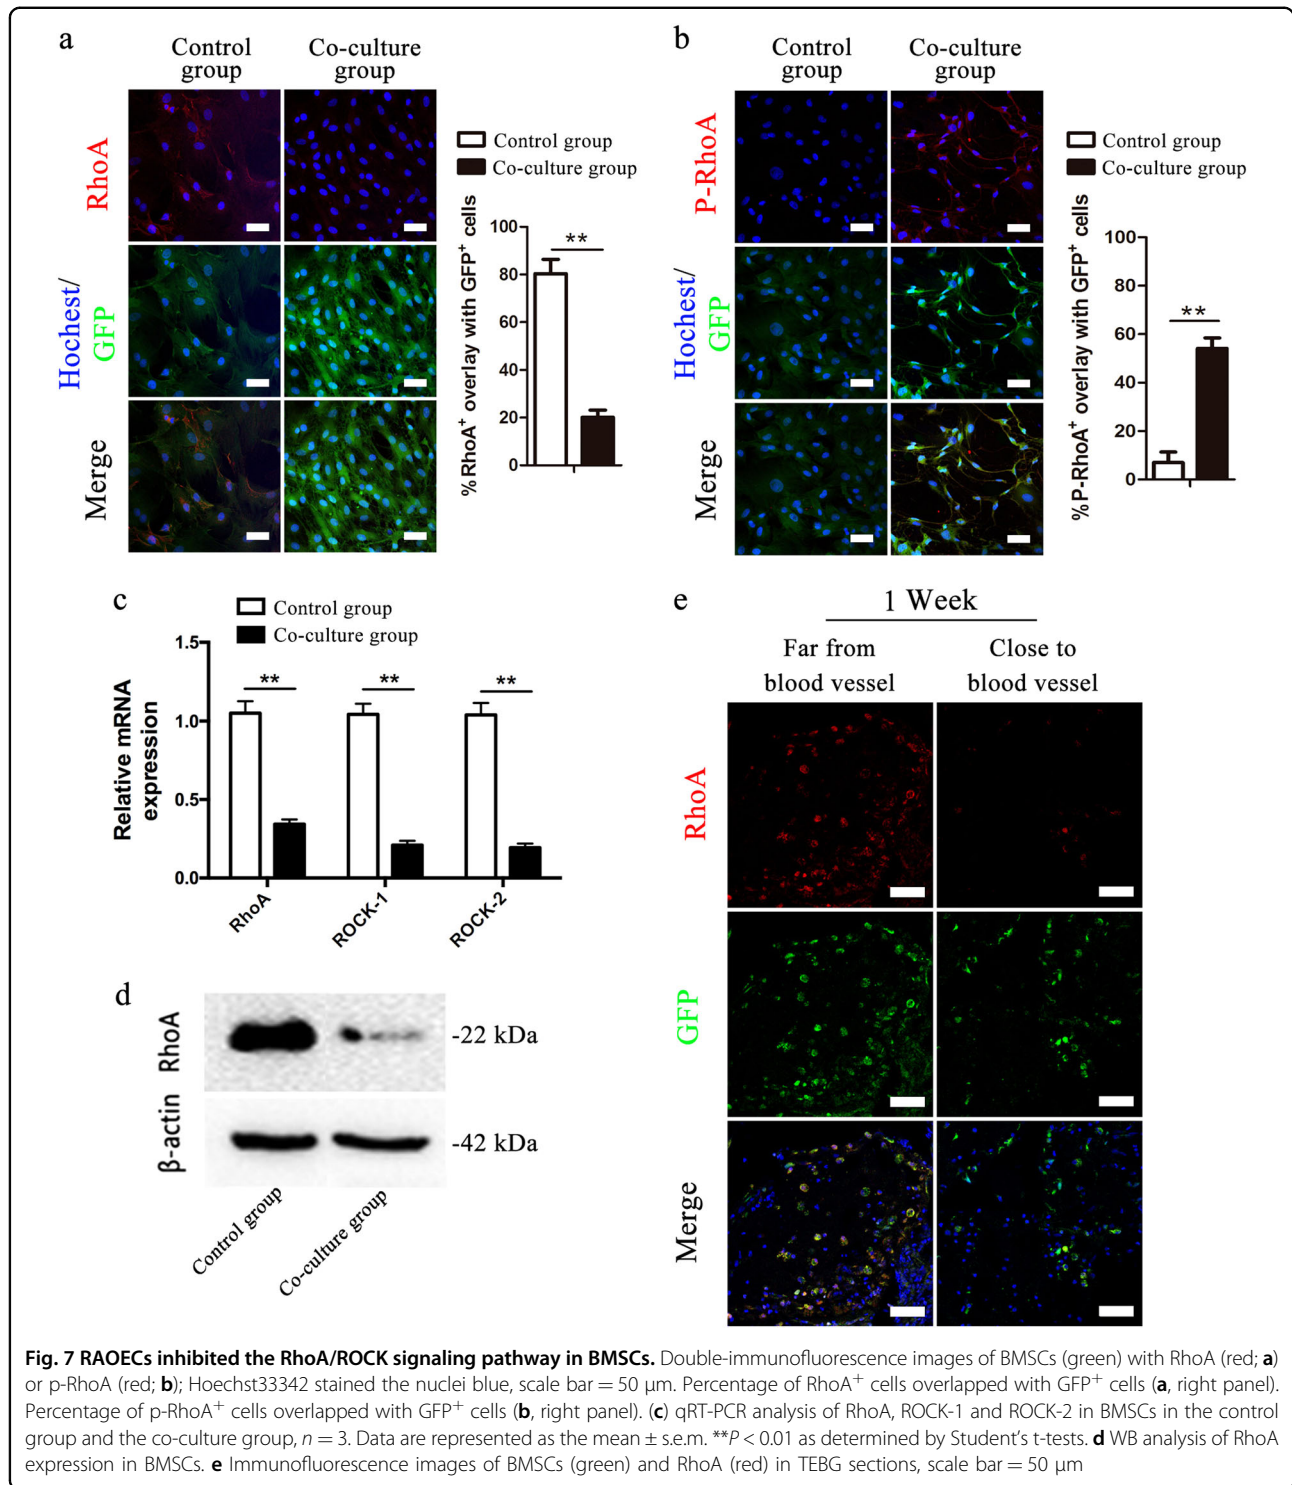 a
Control
group
Co-culture
group
RhoA
Hochest/
GFP
Merge
Control group
Co-culture group
%RhoA⁺ overlay with GFP⁺ cells
100
80
60
40
20
0
**
b
Control
group
Co-culture
group
P-RhoA
Hochest/
GFP
Merge
Control group
Co-culture group
%P-RhoA⁺ overlay with GFP⁺ cells
100
80
60
40
20
0
**
c
Control group
Co-culture group
Relative mRNA
expression
1.5
1.0
0.5
0.0
** ** **
RhoA
ROCK-1
ROCK-2
d
RhoA
-22 kDa
β-actin
-42 kDa
Control group
Co-culture group
e
1 Week
Far from
blood vessel
Close to
blood vessel
RhoA
GFP
Merge
Fig. 7 RAOECs inhibited the RhoA/ROCK signaling pathway in BMSCs. Double-immunofluorescence images of BMSCs (green) with RhoA (red; a)
or p-RhoA (red; b); Hoechst33342 stained the nuclei blue, scale bar = 50 μm. Percentage of RhoA⁺ cells overlapped with GFP⁺ cells (a, right panel).
Percentage of p-RhoA⁺ cells overlapped with GFP⁺ cells (b, right panel). (c) qRT-PCR analysis of RhoA, ROCK-1 and ROCK-2 in BMSCs in the control
group and the co-culture group, n = 3. Data are represented as the mean ± s.e.m. **P < 0.01 as determined by Student's t-tests. d WB analysis of RhoA
expression in BMSCs. e Immunofluorescence images of BMSCs (green) and RhoA (red) in TEBG sections, scale bar = 50 μm